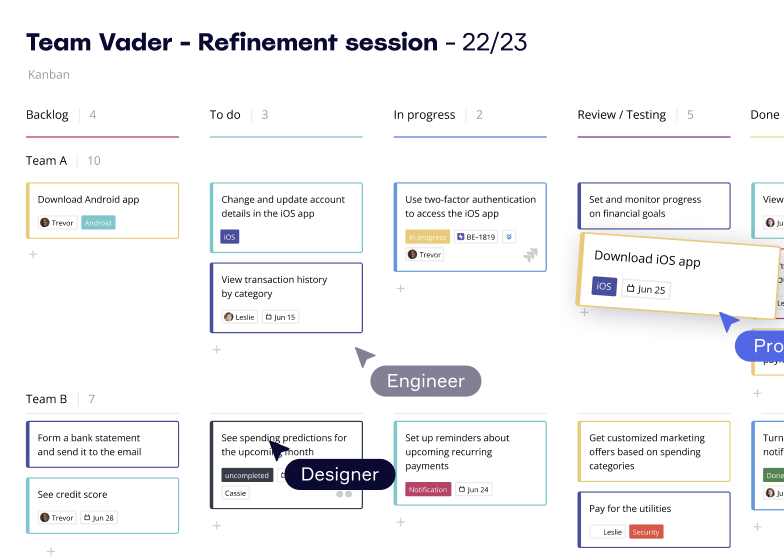 Team Vader - Refinement session - 22/23
Kanban
Backlog 4
To do 3
In progress 2
Review / Testing 5
Done
Team A 10
Download Android app
Trevor Android
Change and update account
details in the iOS app
iOS
View transaction history
by category
Leslie Jun 15
Use two-factor authentication
to access the iOS app
In progress BE-1819
Trevor
Set and monitor progress
on financial goals
Download iOS app
iOS Jun 25
View
Engineer
Pro
Team B 7
Form a bank statement
and send it to the email
See credit score
Trevor Jun 28
See spending predictions for
the upcoming month
uncompleted
Cassie
Designer
Set up reminders about
upcoming recurring
payments
Notification Jun 24
Get customized marketing
offers based on spending
categories
Pay for the utilities
Leslie Security
Turn
notif
Done